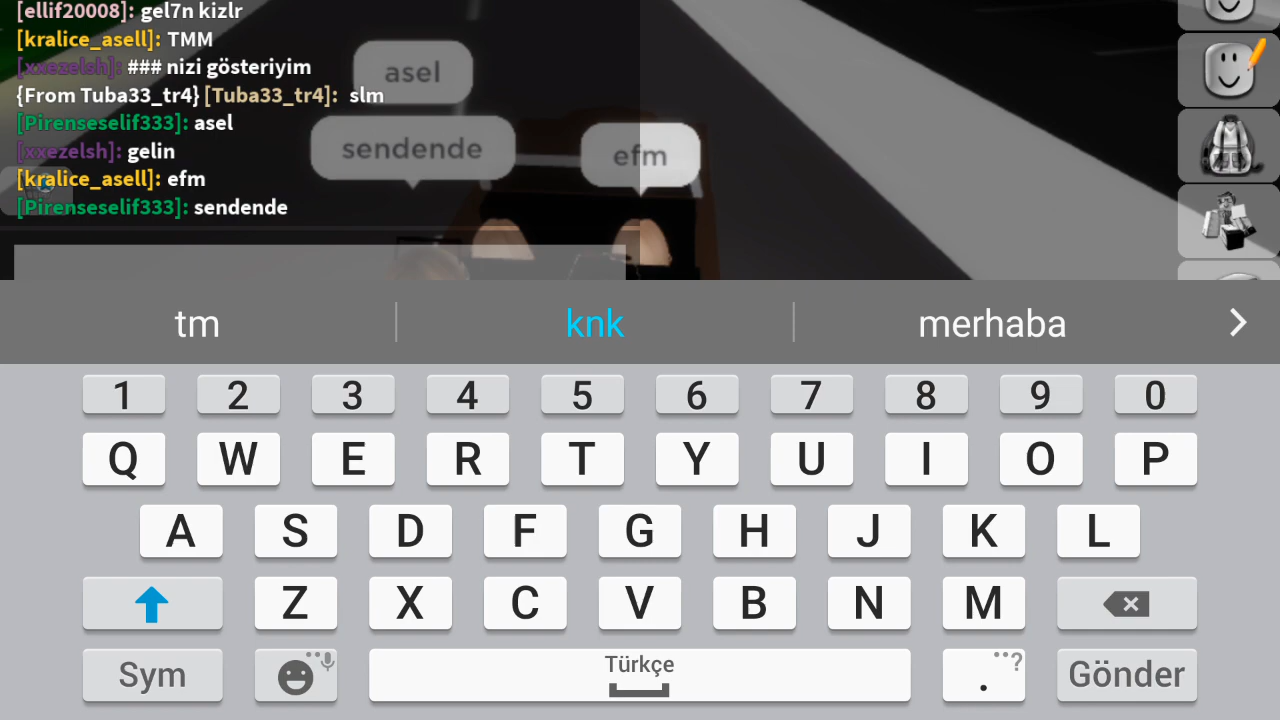 [ellif20008]: gel7n kizlr
[kralice_asell]: TMM
[xxezelsh]: ### nizi gösteriyim
{From Tuba33_tr4} [Tuba33_tr4]: slm
[Pirenseselif333]: asel
[xxezelsh]: gelin
[kralice_asell]: efm
[Pirenseselif333]: sendende
asel
sendende
efm
tm knk merhaba
1 2 3 4 5 6 7 8 9 0
Q W E R T Y U I O P
A S D F G H J K L
Z X C V B N M
Sym Türkçe . ? Gönder